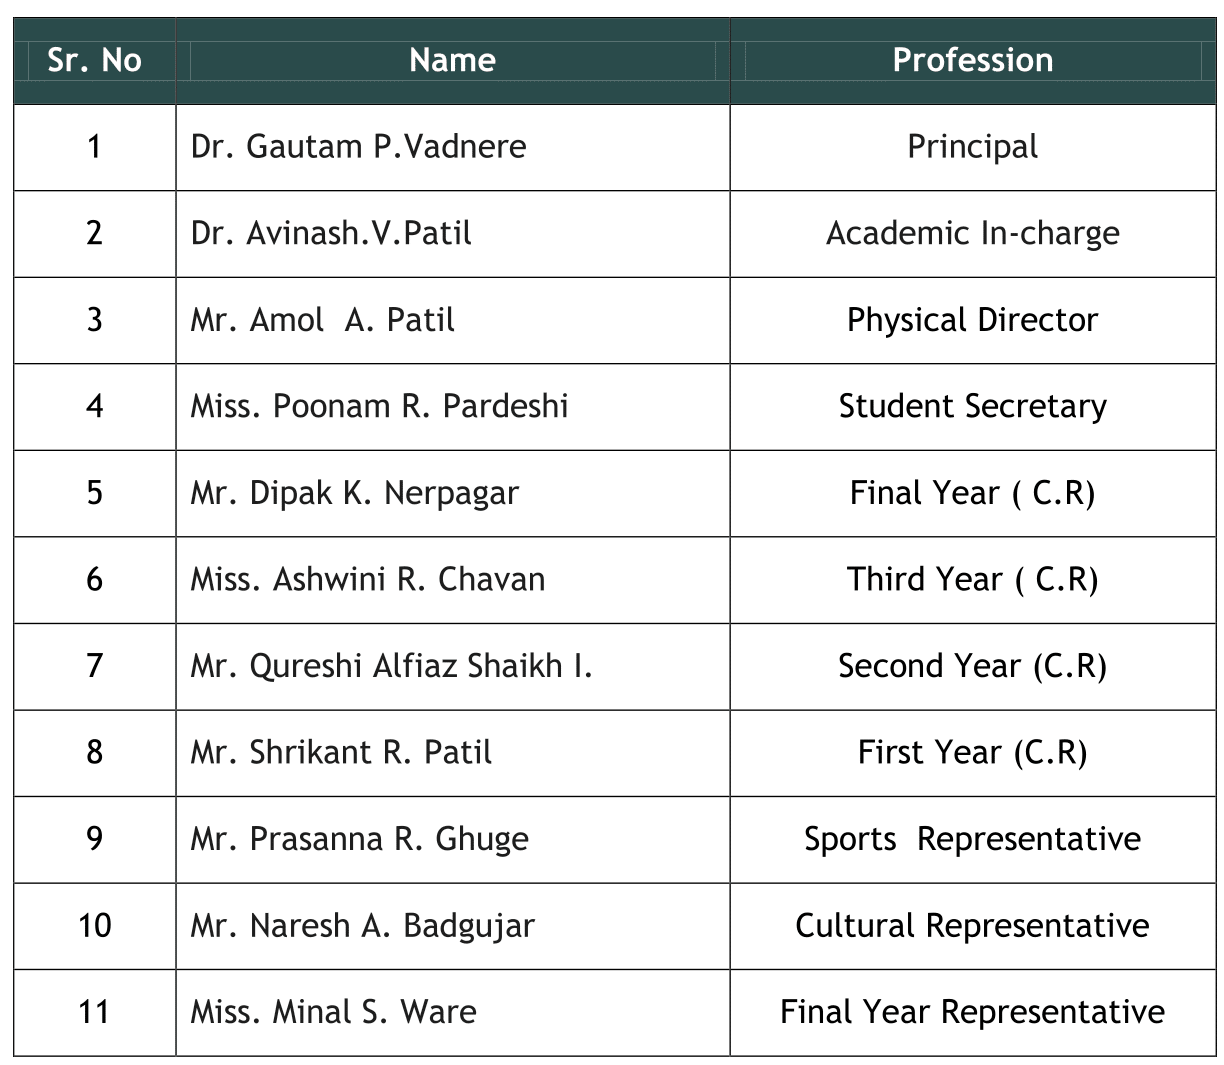 Sr. No Name Profession
1 Dr. Gautam P.Vadnere Principal
2 Dr. Avinash.V.Patil Academic In-charge
3 Mr. Amol  A. Patil Physical Director
4 Miss. Poonam R. Pardeshi Student Secretary
5 Mr. Dipak K. Nerpagar Final Year ( C.R)
6 Miss. Ashwini R. Chavan Third Year ( C.R)
7 Mr. Qureshi Alfiaz Shaikh I. Second Year (C.R)
8 Mr. Shrikant R. Patil First Year (C.R)
9 Mr. Prasanna R. Ghuge Sports  Representative
10 Mr. Naresh A. Badgujar Cultural Representative
11 Miss. Minal S. Ware Final Year Representative